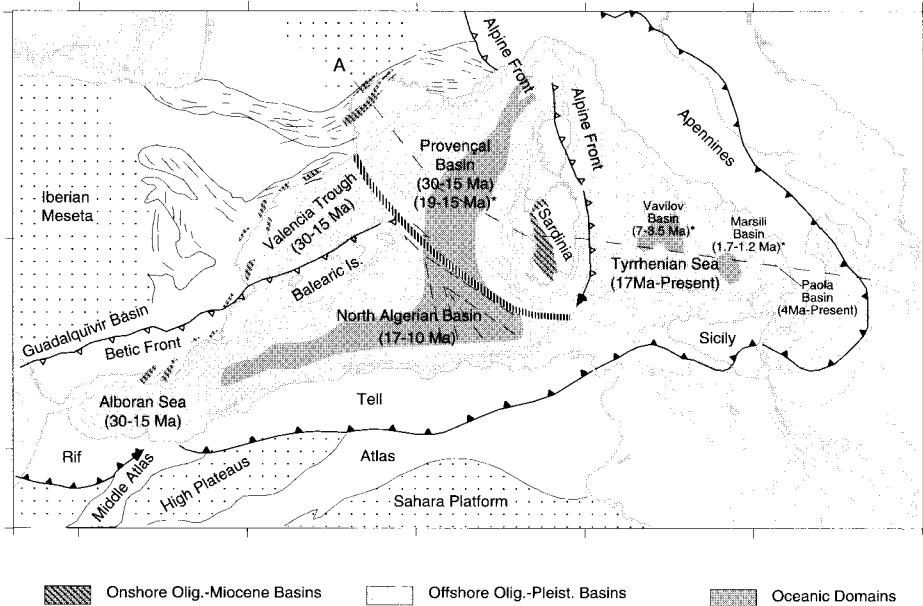 A
Alpine Front
Alpine Front
Apennines
Provençal
Basin
(30-15 Ma)
(19-15 Ma)*
Iberian
Meseta
Valencia Trough
(30-15 Ma)
Sardinia
Vavilov
Basin
(7-3.5 Ma)*
Marsili
Basin
(1.7-1.2 Ma)*
Balearic Is.
Tyrrhenian Sea
(17Ma-Present)
Paola
Basin
(4Ma-Present)
Guadalquivir Basin
Betic Front
North Algerian Basin
(17-10 Ma)
Sicily
Alboran Sea
(30-15 Ma)
Tell
Rif
Middle Atlas
High Plateaus
Atlas
Sahara Platform
Onshore Olig.-Miocene Basins
Offshore Olig.-Pleist. Basins
Oceanic Domains